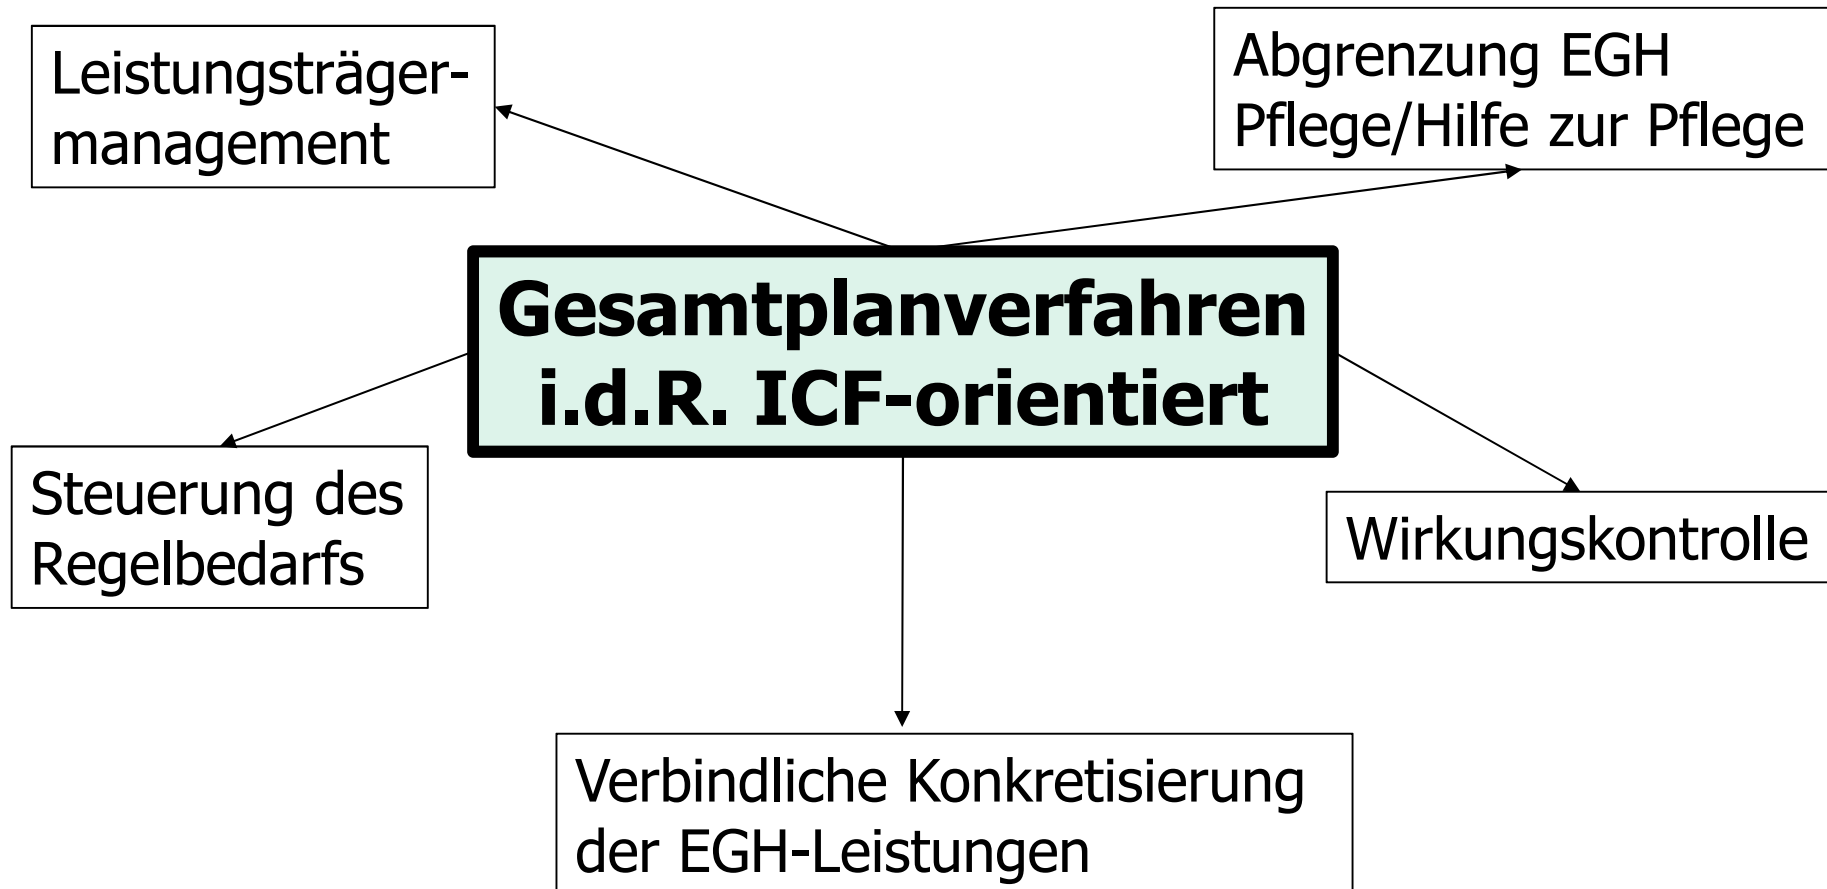 Leistungsträger-
management
Abgrenzung EGH
Pflege/Hilfe zur Pflege
Gesamtplanverfahren
i.d.R. ICF-orientiert
Steuerung des
Regelbedarfs
Wirkungskontrolle
Verbindliche Konkretisierung
der EGH-Leistungen